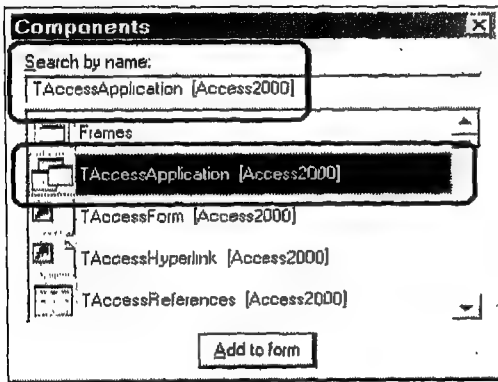 Components
Search by name:
TAccessApplication [Access2000]
Frames
TAccessApplication [Access2000]
TAccessForm [Access2000]
TAccessHyperlink [Access2000]
TAccessReferences [Access2000]
Add to form